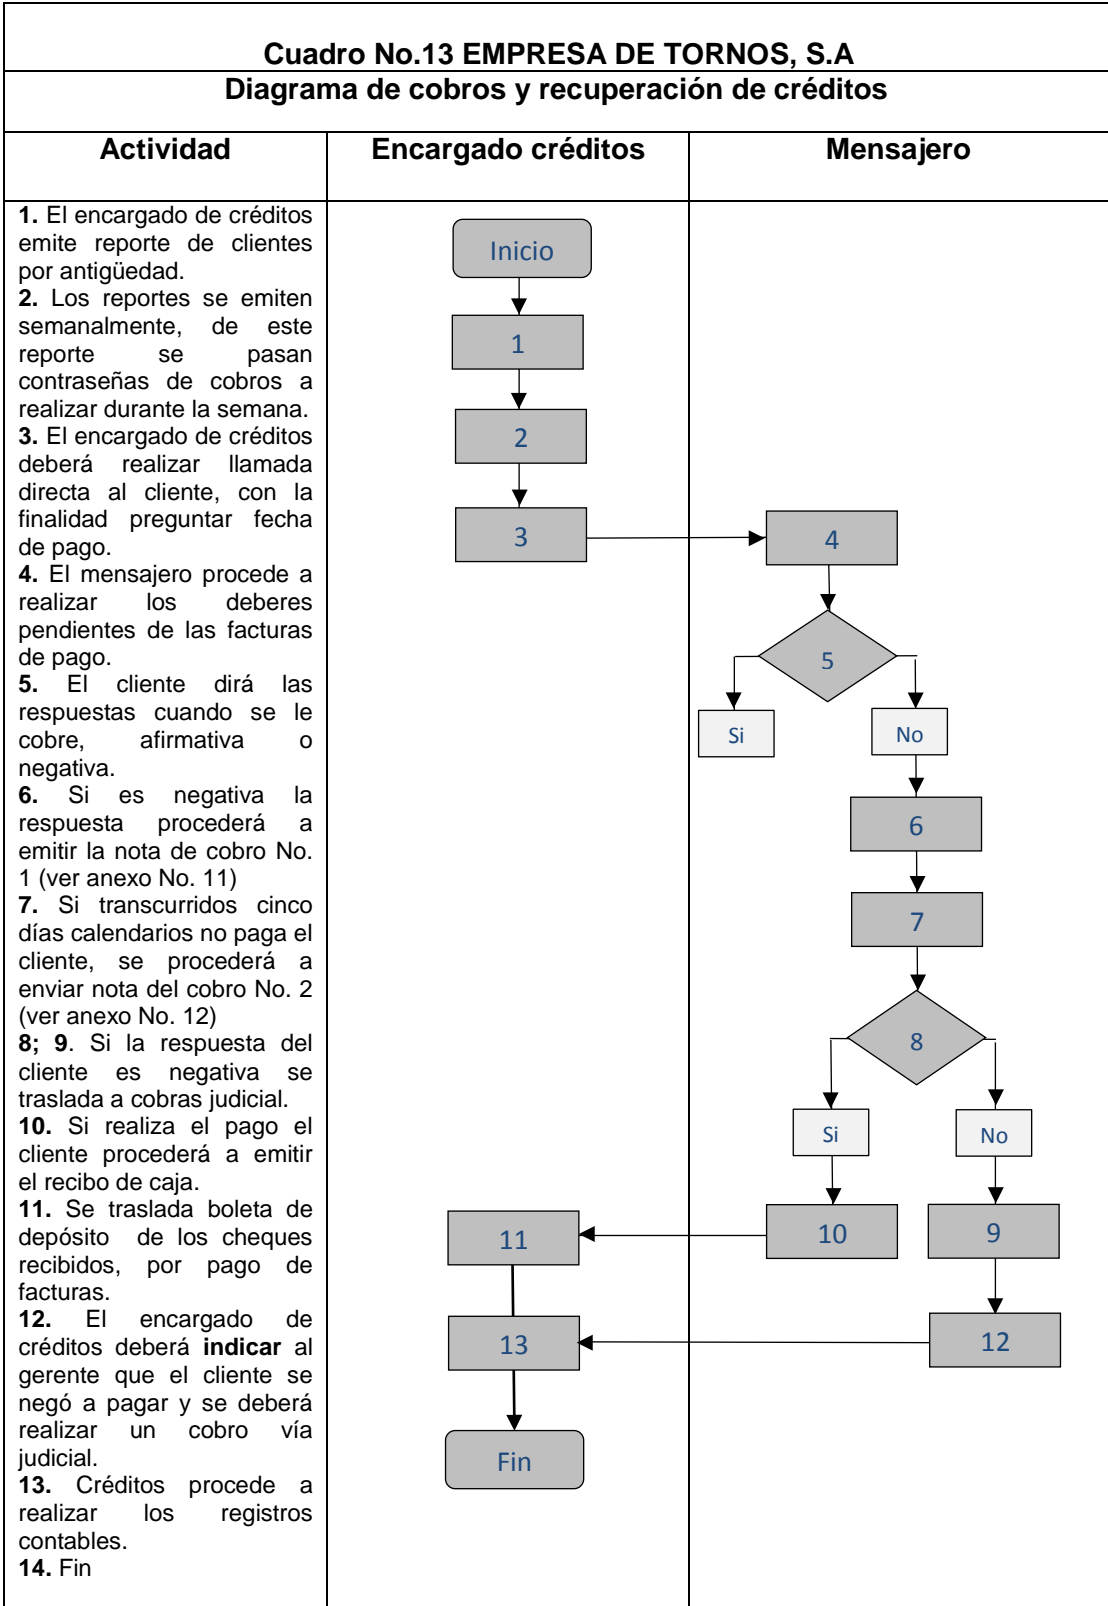 Cuadro No.13 EMPRESA DE TORNOS, S.A
Diagrama de cobros y recuperación de créditos
Actividad
Encargado créditos
Mensajero
1. El encargado de créditos
emite reporte de clientes
por antigüedad.
2. Los reportes se emiten
semanalmente, de este
reporte se pasan
contraseñas de cobros a
realizar durante la semana.
3. El encargado de créditos
deberá realizar llamada
directa al cliente, con la
finalidad preguntar fecha
de pago.
4. El mensajero procede a
realizar los deberes
pendientes de las facturas
de pago.
5. El cliente dirá las
respuestas cuando se le
cobre, afirmativa o
negativa.
6. Si es negativa la
respuesta procederá a
emitir la nota de cobro No.
1 (ver anexo No. 11)
7. Si transcurridos cinco
días calendarios no paga el
cliente, se procederá a
enviar nota del cobro No. 2
(ver anexo No. 12)
8; 9. Si la respuesta del
cliente es negativa se
traslada a cobras judicial.
10. Si realiza el pago el
cliente procederá a emitir
el recibo de caja.
11. Se traslada boleta de
depósito de los cheques
recibidos, por pago de
facturas.
12. El encargado de
créditos deberá indicar al
gerente que el cliente se
negó a pagar y se deberá
realizar un cobro vía
judicial.
13. Créditos procede a
realizar los registros
contables.
14. Fin
Inicio
1
2
3
4
5
Si
No
6
7
8
Si
No
10
9
11
12
13
Fin